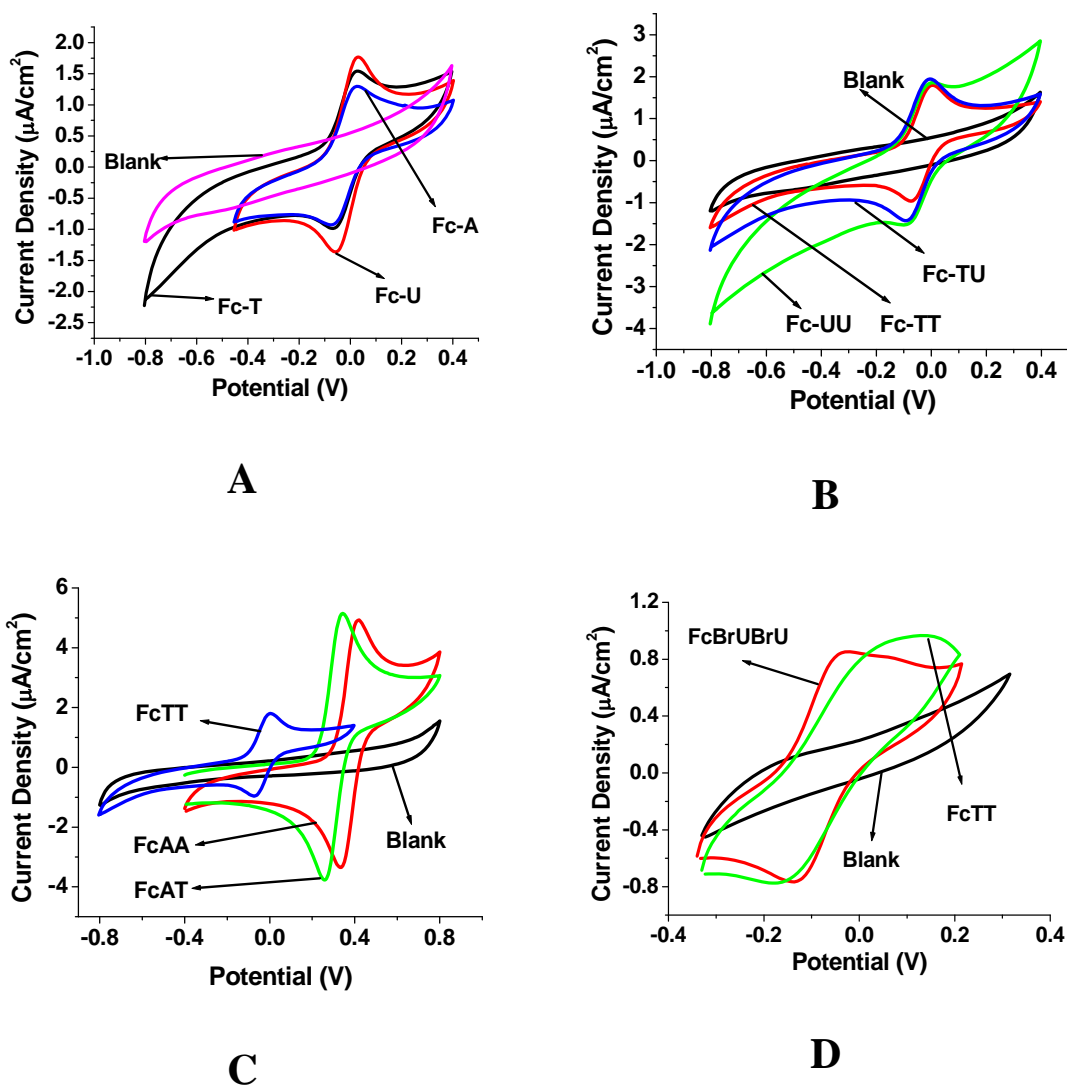 2.0
1.5
1.0
0.5
0.0
-0.5
-1.0
-1.5
-2.0
-2.5
Current Density (μA/cm²)
Blank
Fc-A
Fc-U
Fc-T
-1.0 -0.8 -0.6 -0.4 -0.2 0.0 0.2 0.4
Potential (V)
A
3
2
1
0
-1
-2
-3
-4
Current Density (μA/cm²)
Blank
Fc-TU
Fc-UU Fc-TT
-1.0 -0.8 -0.6 -0.4 -0.2 0.0 0.2 0.4
Potential (V)
B
6
4
2
0
-2
-4
Current Density (μA/cm²)
FcTT
FcAA
Blank
FcAT
-0.8 -0.4 0.0 0.4 0.8
Potential (V)
C
1.2
0.8
0.4
0.0
-0.4
-0.8
Current Density (μA/cm²)
FcBrUBrU
FcTT
Blank
-0.4 -0.2 0.0 0.2 0.4
Potential (V)
D